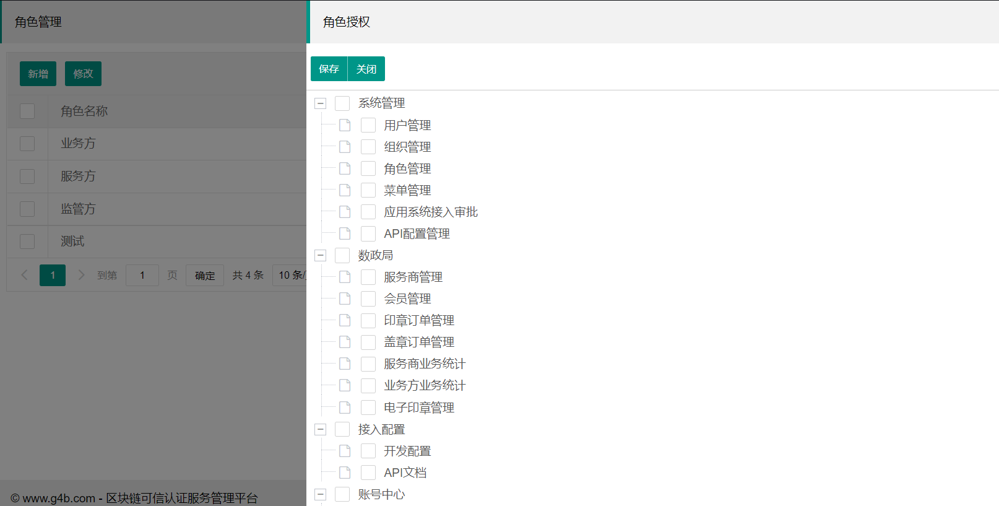 角色管理
新增 修改
角色名称
业务方
服务方
监管方
测试
1 到第 1 页 确定 共 4 条 10 条/
© www.g4b.com - 区块链可信认证服务管理平台
角色授权
保存 关闭
系统管理
用户管理
组织管理
角色管理
菜单管理
应用系统接入审批
API配置管理
数政局
服务商管理
会员管理
印章订单管理
盖章订单管理
服务商业务统计
业务方业务统计
电子印章管理
接入配置
开发配置
API文档
账号中心